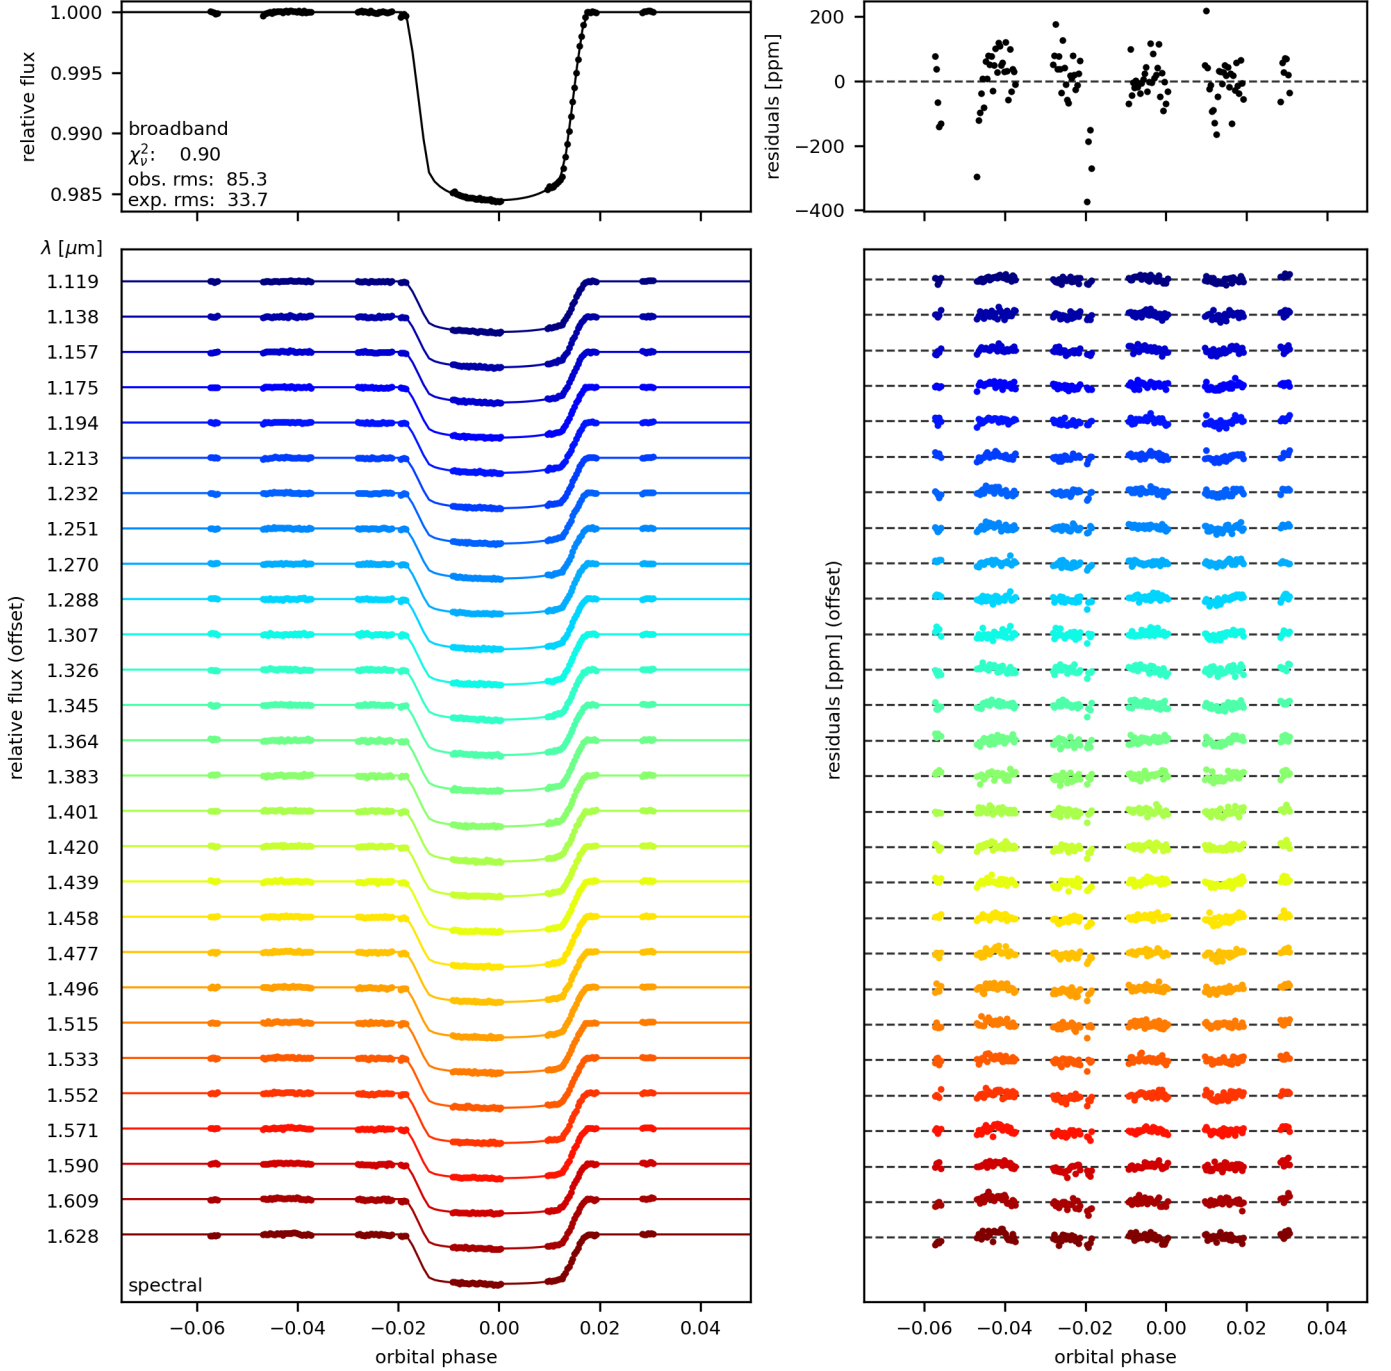 1.000
0.995
0.990
0.985
relative flux
broadband
χ²ᵥ: 0.90
obs. rms: 85.3
exp. rms: 33.7
200
0
−200
−400
residuals [ppm]
λ [μm]
1.119
1.138
1.157
1.175
1.194
1.213
1.232
1.251
1.270
1.288
1.307
1.326
1.345
1.364
1.383
1.401
1.420
1.439
1.458
1.477
1.496
1.515
1.533
1.552
1.571
1.590
1.609
1.628
relative flux (offset)
spectral
−0.06 −0.04 −0.02 0.00 0.02 0.04
orbital phase
residuals [ppm] (offset)
−0.06 −0.04 −0.02 0.00 0.02 0.04
orbital phase